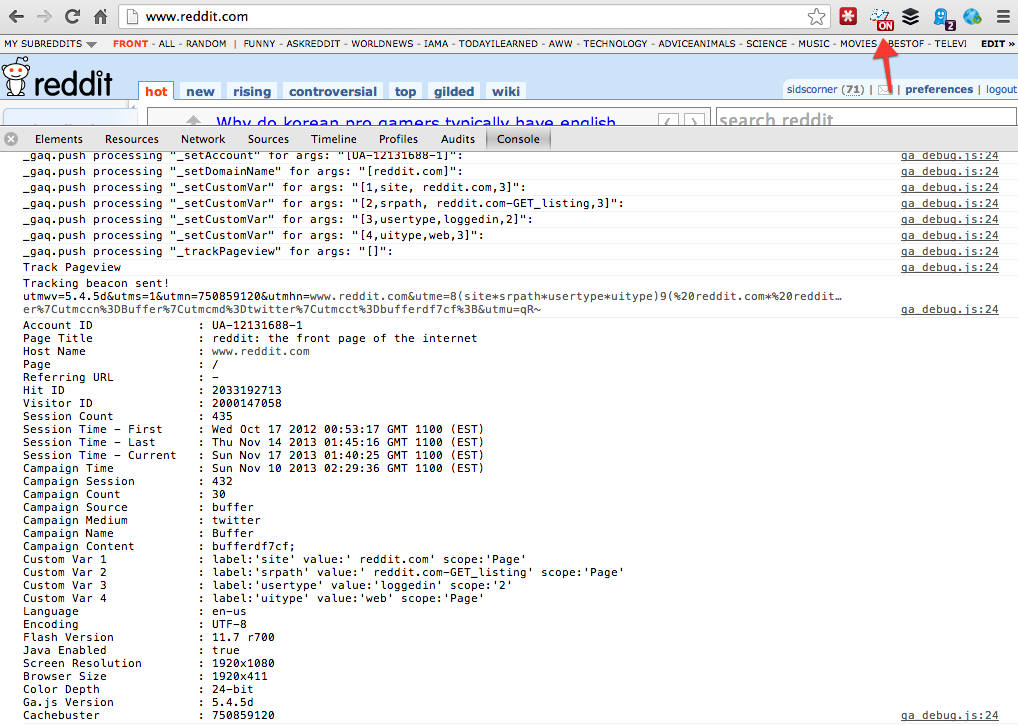 www.reddit.com
ON
2
MY SUBREDDITS FRONT - ALL - RANDOM | FUNNY - ASKREDDIT - WORLDNEWS - IAMA - TODAYILEARNED - AWW - TECHNOLOGY - ADVICEANIMALS - SCIENCE - MUSIC - MOVIES - BESTOF - TELEVI EDIT »
reddit hot new rising controversial top gilded wiki
sidscorner (71) | | preferences | logout
Why do korean pro gamers typically have english
search reddit
Elements Resources Network Sources Timeline Profiles Audits Console
_gaq.push processing "_setAccount" for args: "[UA-12131688-1]": ga_debug.js:24
_gaq.push processing "_setDomainName" for args: "[reddit.com]": ga_debug.js:24
_gaq.push processing "_setCustomVar" for args: "[1,site, reddit.com,3]": ga_debug.js:24
_gaq.push processing "_setCustomVar" for args: "[2,srpath, reddit.com-GET_listing,3]": ga_debug.js:24
_gaq.push processing "_setCustomVar" for args: "[3,usertype,loggedin,2]": ga_debug.js:24
_gaq.push processing "_setCustomVar" for args: "[4,uitype,web,3]": ga_debug.js:24
_gaq.push processing "_trackPageview" for args: "[]": ga_debug.js:24
Track Pageview ga_debug.js:24
Tracking beacon sent!
utmwv=5.4.5d&utms=1&utmn=750859120&utmhn=www.reddit.com&utme=8(site*srpath*usertype*uitype)9(%20reddit.com*%20reddit…
er%7Cutmccn%3DBuffer%7Cutmcmd%3Dtwitter%7Cutmcct%3Dbufferdf7cf%3B&utmu=qR~ ga_debug.js:24
Account ID : UA-12131688-1
Page Title : reddit: the front page of the internet
Host Name : www.reddit.com
Page : /
Referring URL : -
Hit ID : 2033192713
Visitor ID : 2000147058
Session Count : 435
Session Time - First : Wed Oct 17 2012 00:53:17 GMT 1100 (EST)
Session Time - Last : Thu Nov 14 2013 01:45:16 GMT 1100 (EST)
Session Time - Current : Sun Nov 17 2013 01:40:25 GMT 1100 (EST)
Campaign Time : Sun Nov 10 2013 02:29:36 GMT 1100 (EST)
Campaign Session : 432
Campaign Count : 30
Campaign Source : buffer
Campaign Medium : twitter
Campaign Name : Buffer
Campaign Content : bufferdf7cf;
Custom Var 1 : label:'site' value:' reddit.com' scope:'Page'
Custom Var 2 : label:'srpath' value:' reddit.com-GET_listing' scope:'Page'
Custom Var 3 : label:'usertype' value:'loggedin' scope:'2'
Custom Var 4 : label:'uitype' value:'web' scope:'Page'
Language : en-us
Encoding : UTF-8
Flash Version : 11.7 r700
Java Enabled : true
Screen Resolution : 1920x1080
Browser Size : 1920x411
Color Depth : 24-bit
Ga.js Version : 5.4.5d
Cachebuster : 750859120 ga_debug.js:24